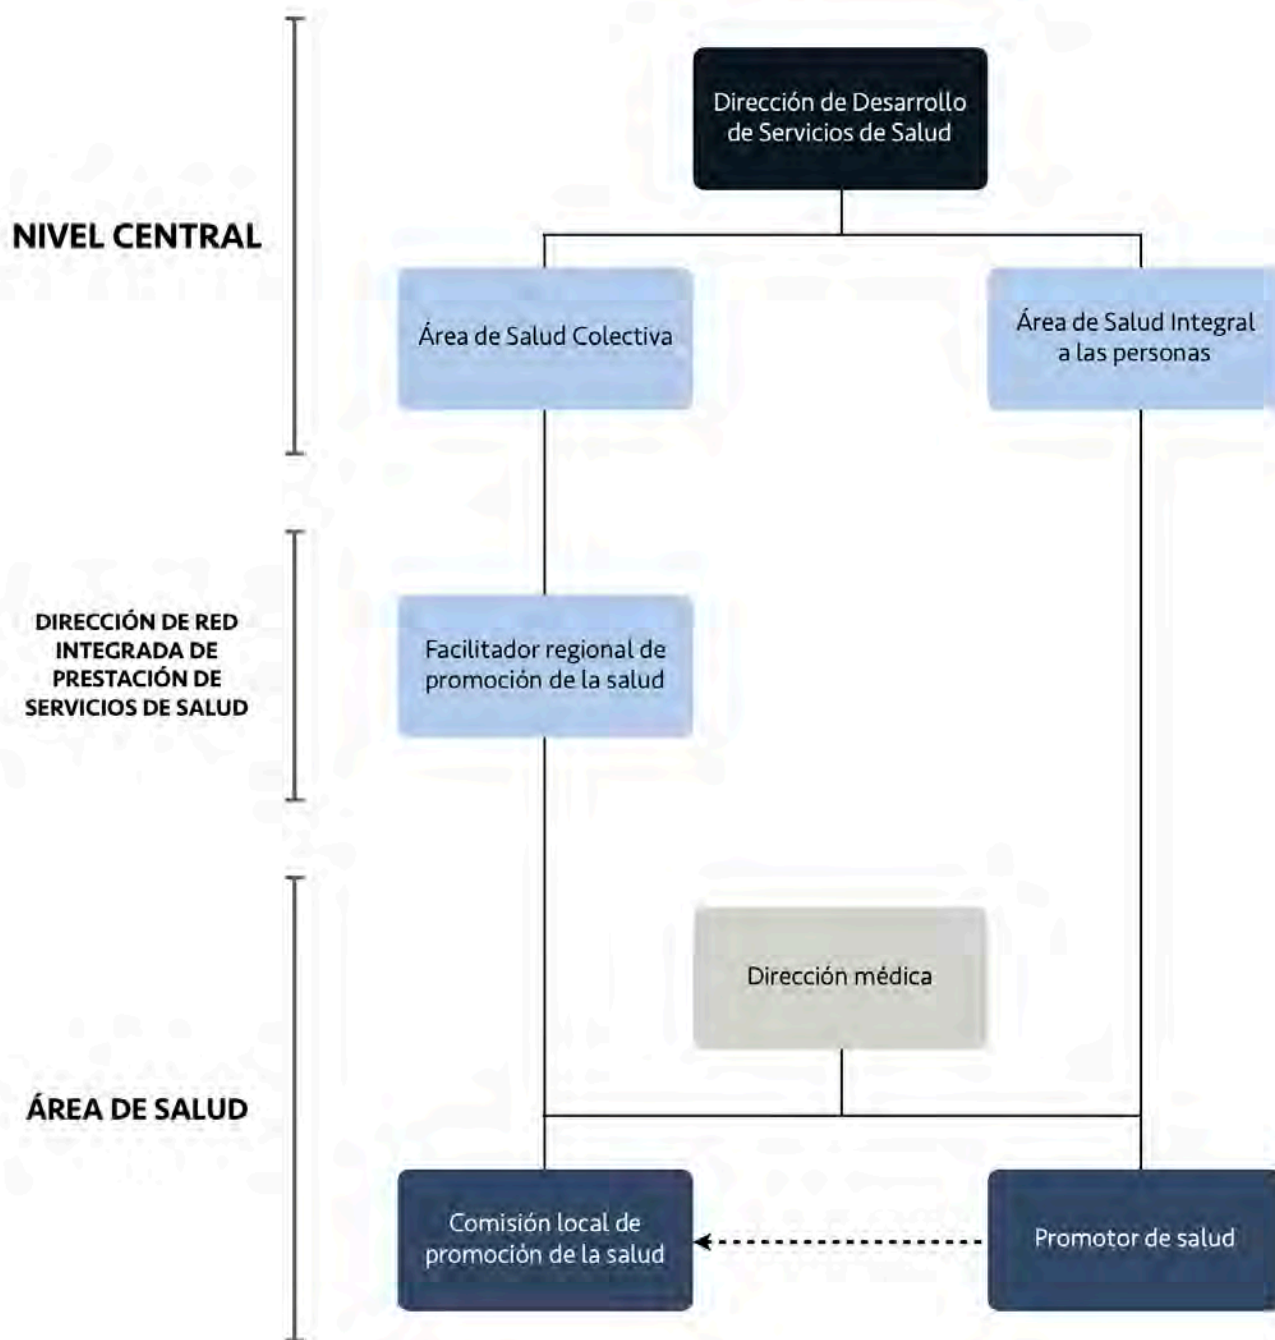 Dirección de Desarrollo
de Servicios de Salud
NIVEL CENTRAL
Área de Salud Colectiva
Área de Salud Integral
a las personas
DIRECCIÓN DE RED
INTEGRADA DE
PRESTACIÓN DE
SERVICIOS DE SALUD
Facilitador regional de
promoción de la salud
Dirección médica
ÁREA DE SALUD
Comisión local de
promoción de la salud
Promotor de salud